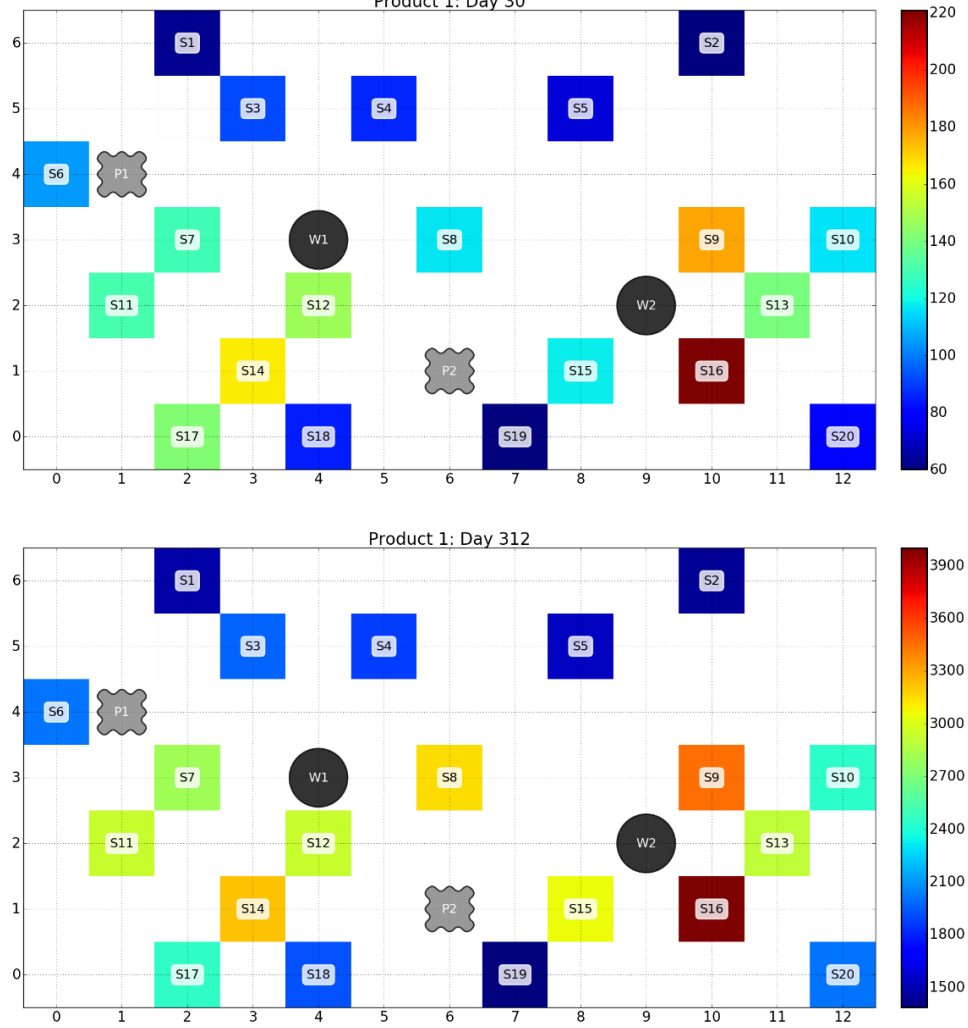 Product 1: Day 30
6 S1 S2 220
200
5 S3 S4 S5
180
4 S6 P1
160
3 S7 W1 S8 S9 S10
140
2 S11 S12 W2 S13
120
1 S14 P2 S15 S16
100
80
0 S17 S18 S19 S20
60
0 1 2 3 4 5 6 7 8 9 10 11 12
Product 1: Day 312
3900
6 S1 S2
3600
5 S3 S4 S5
3300
4 S6 P1
3000
3 S7 W1 S8 S9 S10
2700
2 S11 S12 W2 S13
2400
2100
1 S14 P2 S15 S16
1800
0 S17 S18 S19 S20
1500
0 1 2 3 4 5 6 7 8 9 10 11 12